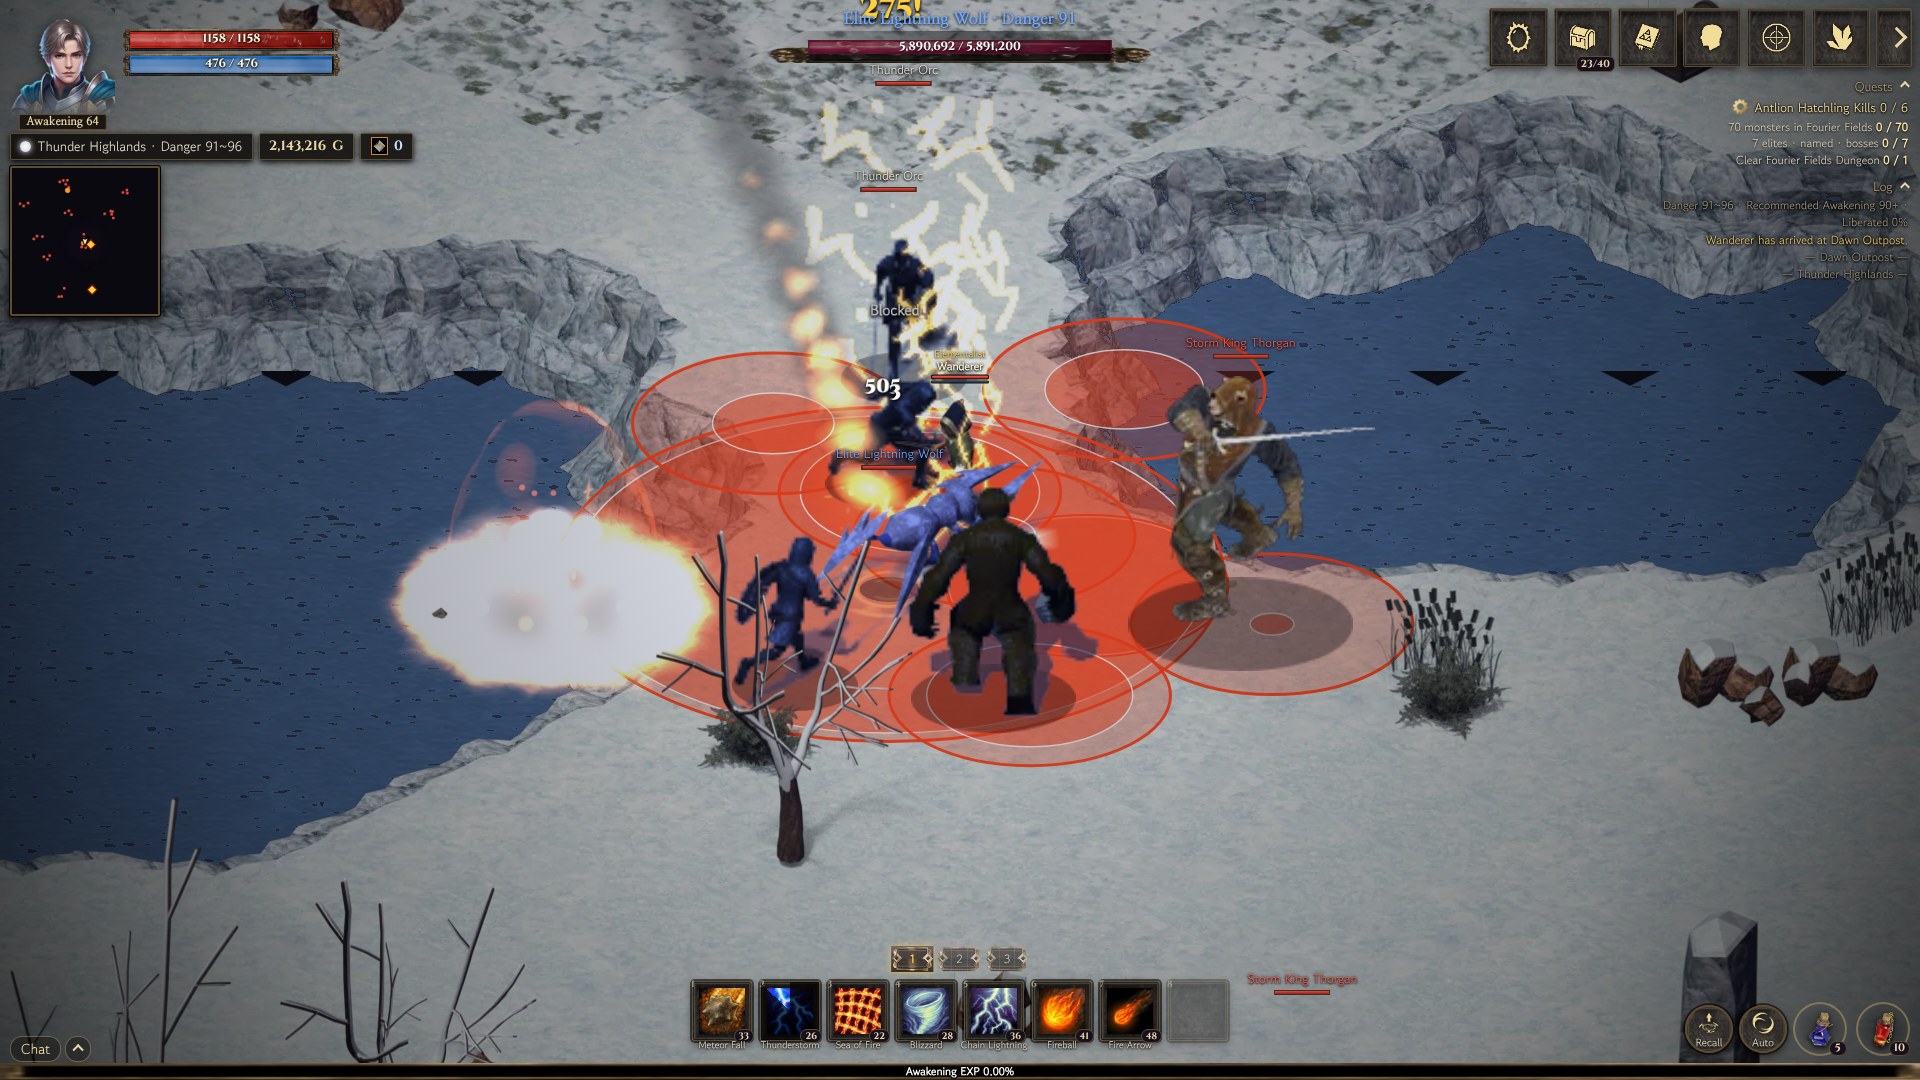 275!
Elite Lightning Wolf · Danger 91
5,890,692 / 5,891,200
1158 / 1158
476 / 476
Awakening 64
Thunder Highlands · Danger 91~96
2,143,216 G
0
23/40
Quests
Antlion Hatchling Kills 0 / 6
70 monsters in Fourier Fields 0 / 70
7 elites · named · bosses 0 / 7
Clear Fourier Fields Dungeon 0 / 1
Log
Danger 91~96 Recommended Awakening 90+
Liberated 0%
Wanderer has arrived at Dawn Outpost.
— Dawn Outpost —
— Thunder Highlands —
Thunder Orc
Thunder Orc
Blocked
Elementalist
Wanderer
505
Elite Lightning Wolf
Storm King Thorgan
Storm King Thorgan
1
2
3
33
26
22
28
36
41
48
Meteor Fall
Thunderstorm
Sea of Fire
Blizzard
Chain Lightning
Fireball
Fire Arrow
Chat
Recall
Auto
5
10
Awakening EXP 0.00%